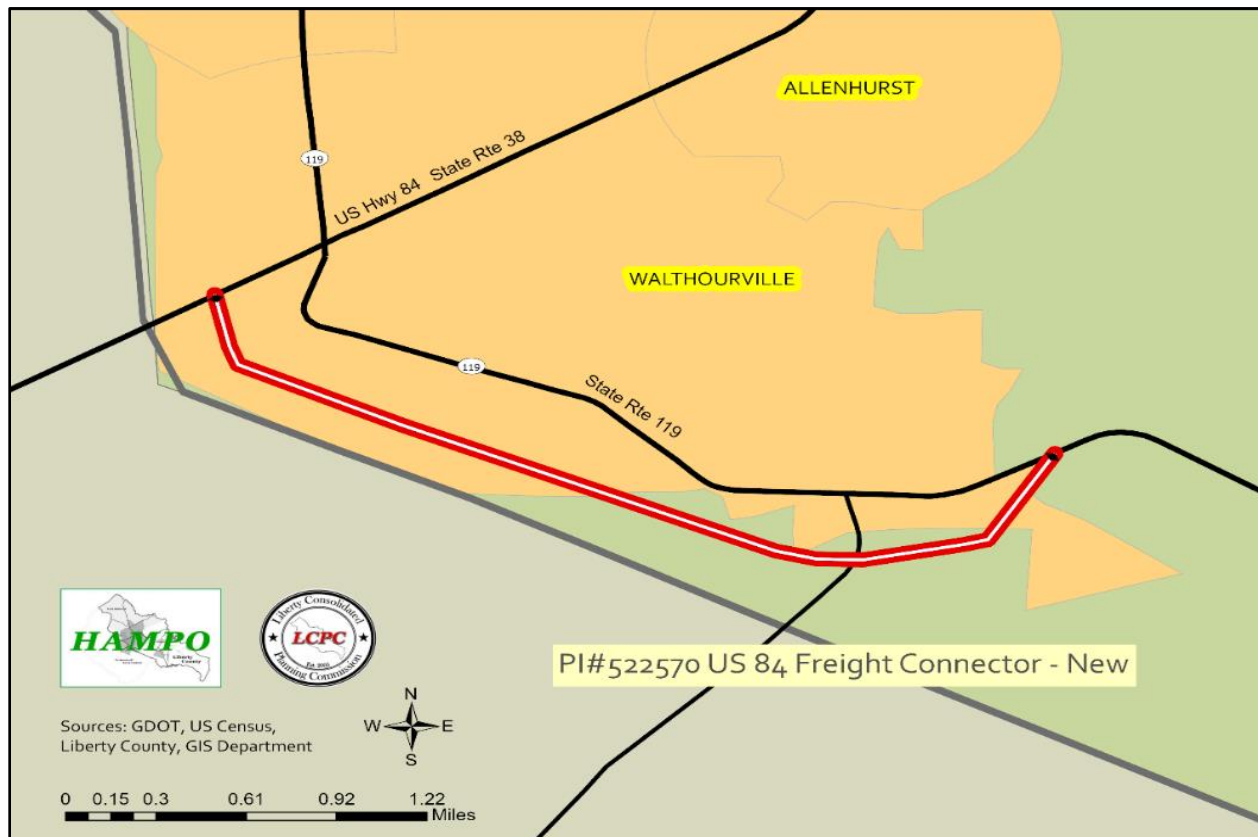 ALLENHURST
119
US Hwy 84 State Rte 38
WALTHOURVILLE
119
State Rte 119
HAMPO
Liberty Consolidated
LCPC
Planning Commission
PI#522570 US 84 Freight Connector - New
Sources: GDOT, US Census,
Liberty County, GIS Department
N
W E
S
0 0.15 0.3 0.61 0.92 1.22
Miles